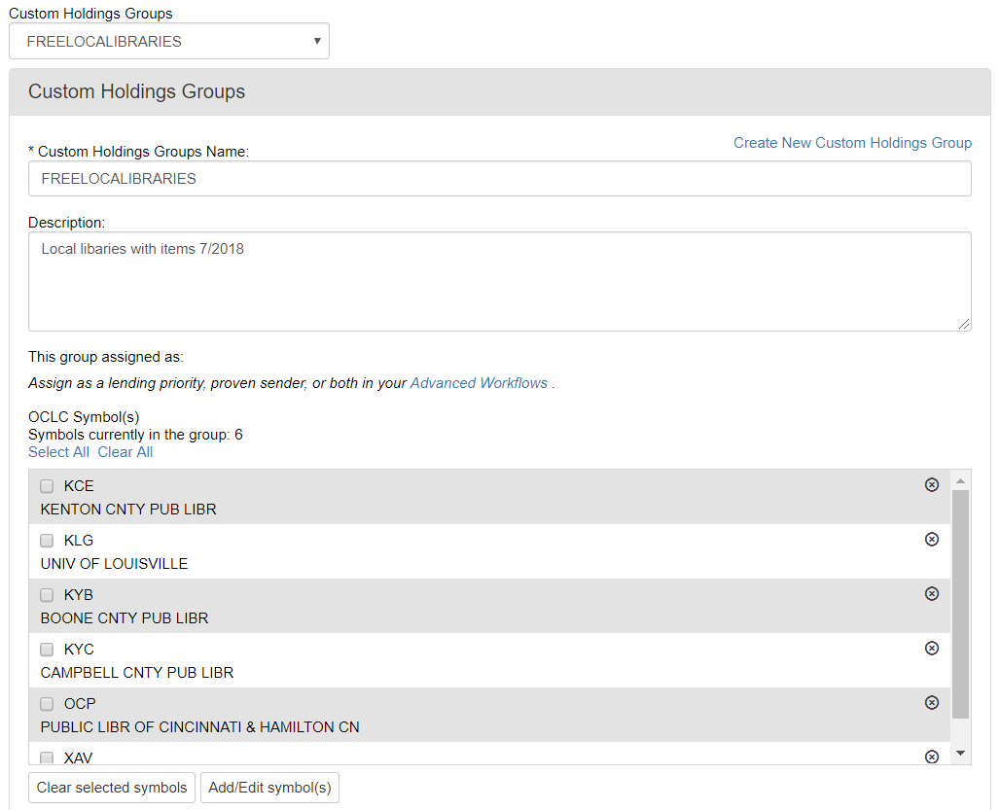 Custom Holdings Groups
FREELOCALIBRARIES
Custom Holdings Groups
Create New Custom Holdings Group
* Custom Holdings Groups Name:
FREELOCALIBRARIES
Description:
Local libaries with items 7/2018
This group assigned as:
Assign as a lending priority, proven sender, or both in your Advanced Workflows .
OCLC Symbol(s)
Symbols currently in the group: 6
Select All Clear All
KCE
KENTON CNTY PUB LIBR
KLG
UNIV OF LOUISVILLE
KYB
BOONE CNTY PUB LIBR
KYC
CAMPBELL CNTY PUB LIBR
OCP
PUBLIC LIBR OF CINCINNATI & HAMILTON CN
XAV
Clear selected symbols Add/Edit symbol(s)